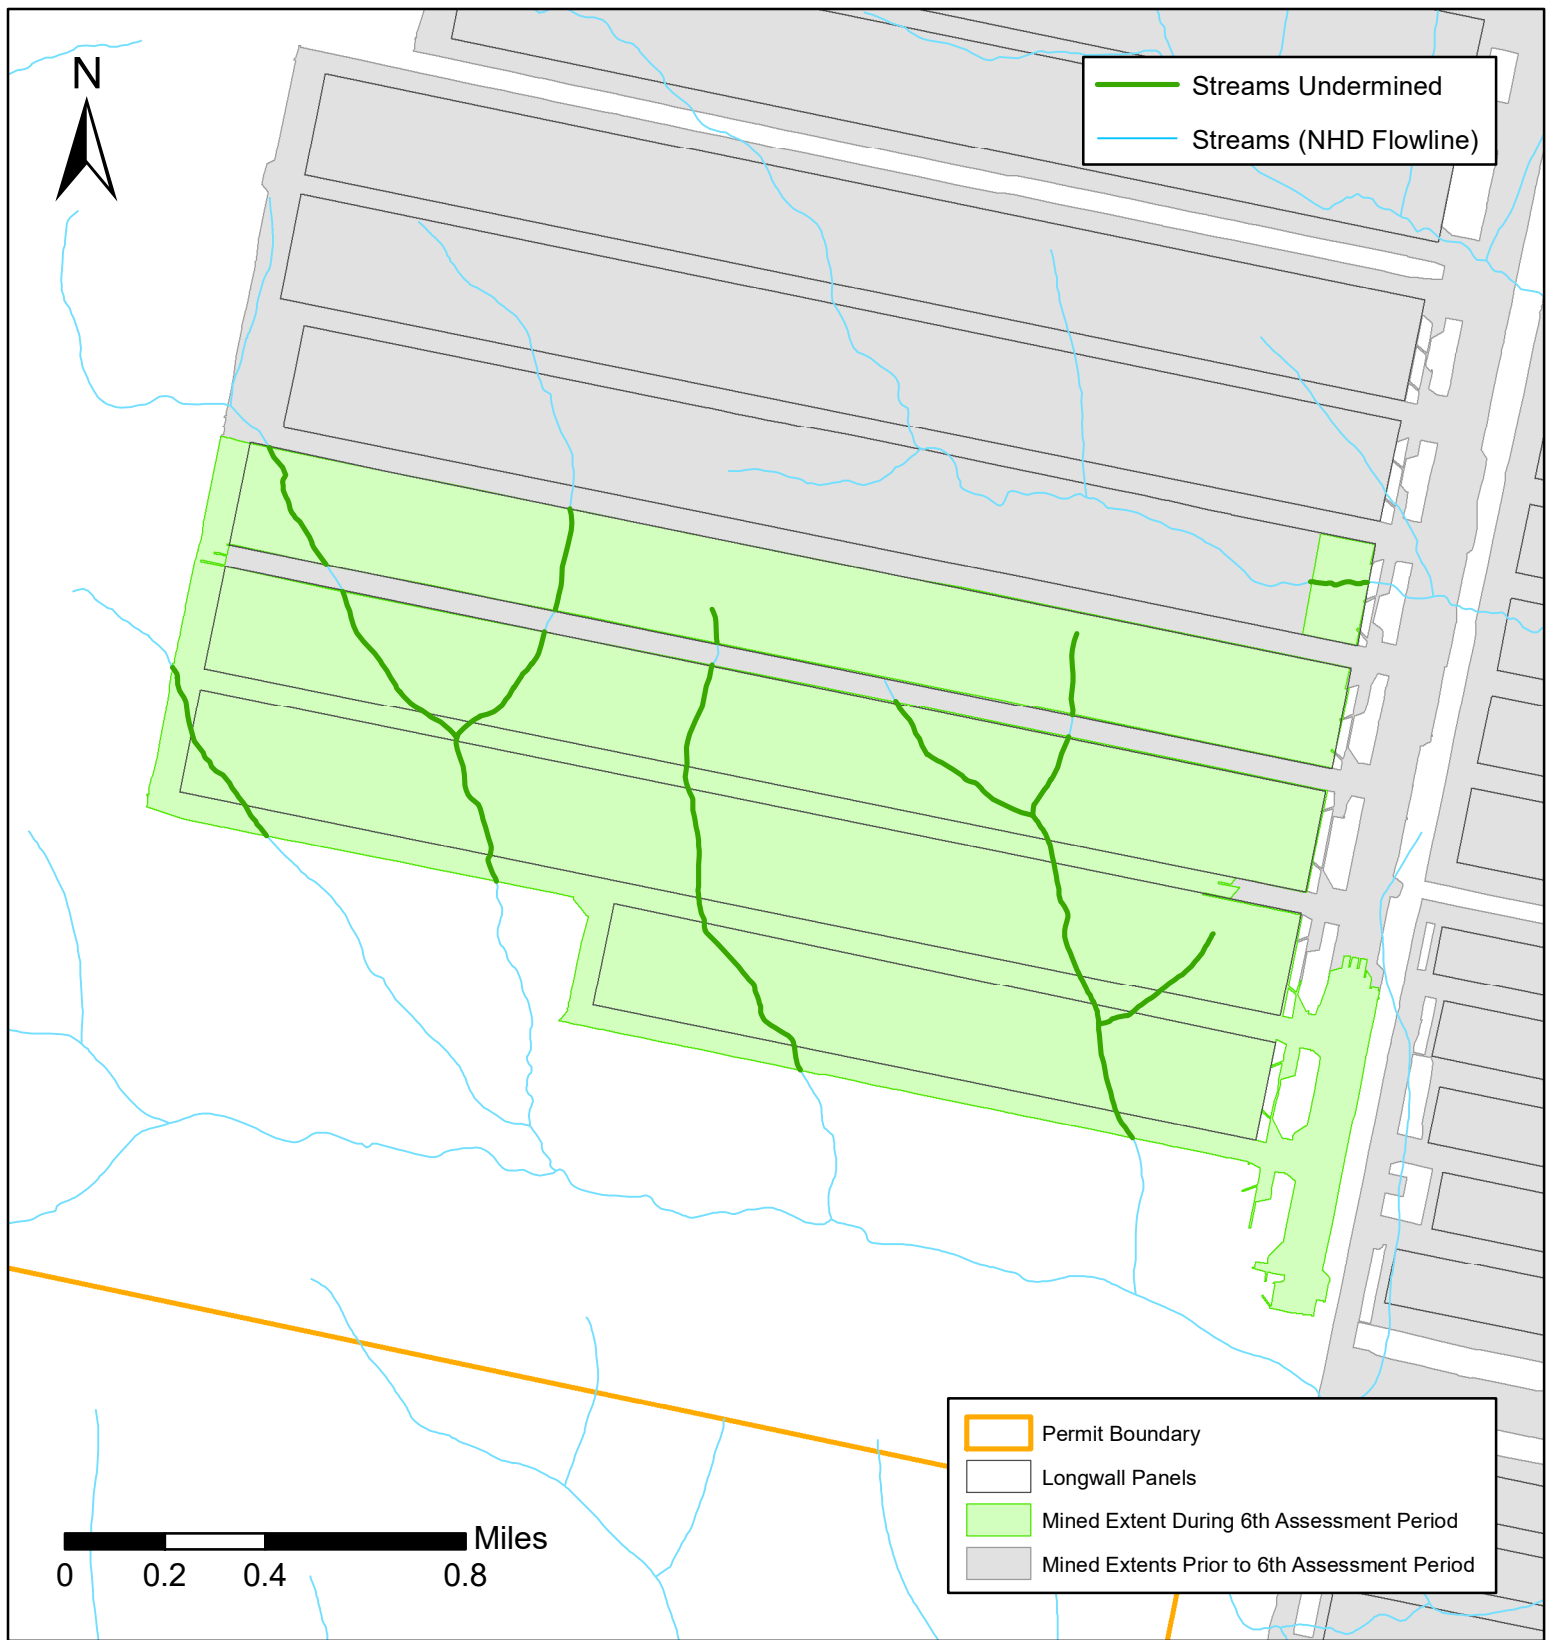 N
Streams Undermined
Streams (NHD Flowline)
Permit Boundary
Longwall Panels
Mined Extent During 6th Assessment Period
Mined Extents Prior to 6th Assessment Period
Miles
0 0.2 0.4 0.8